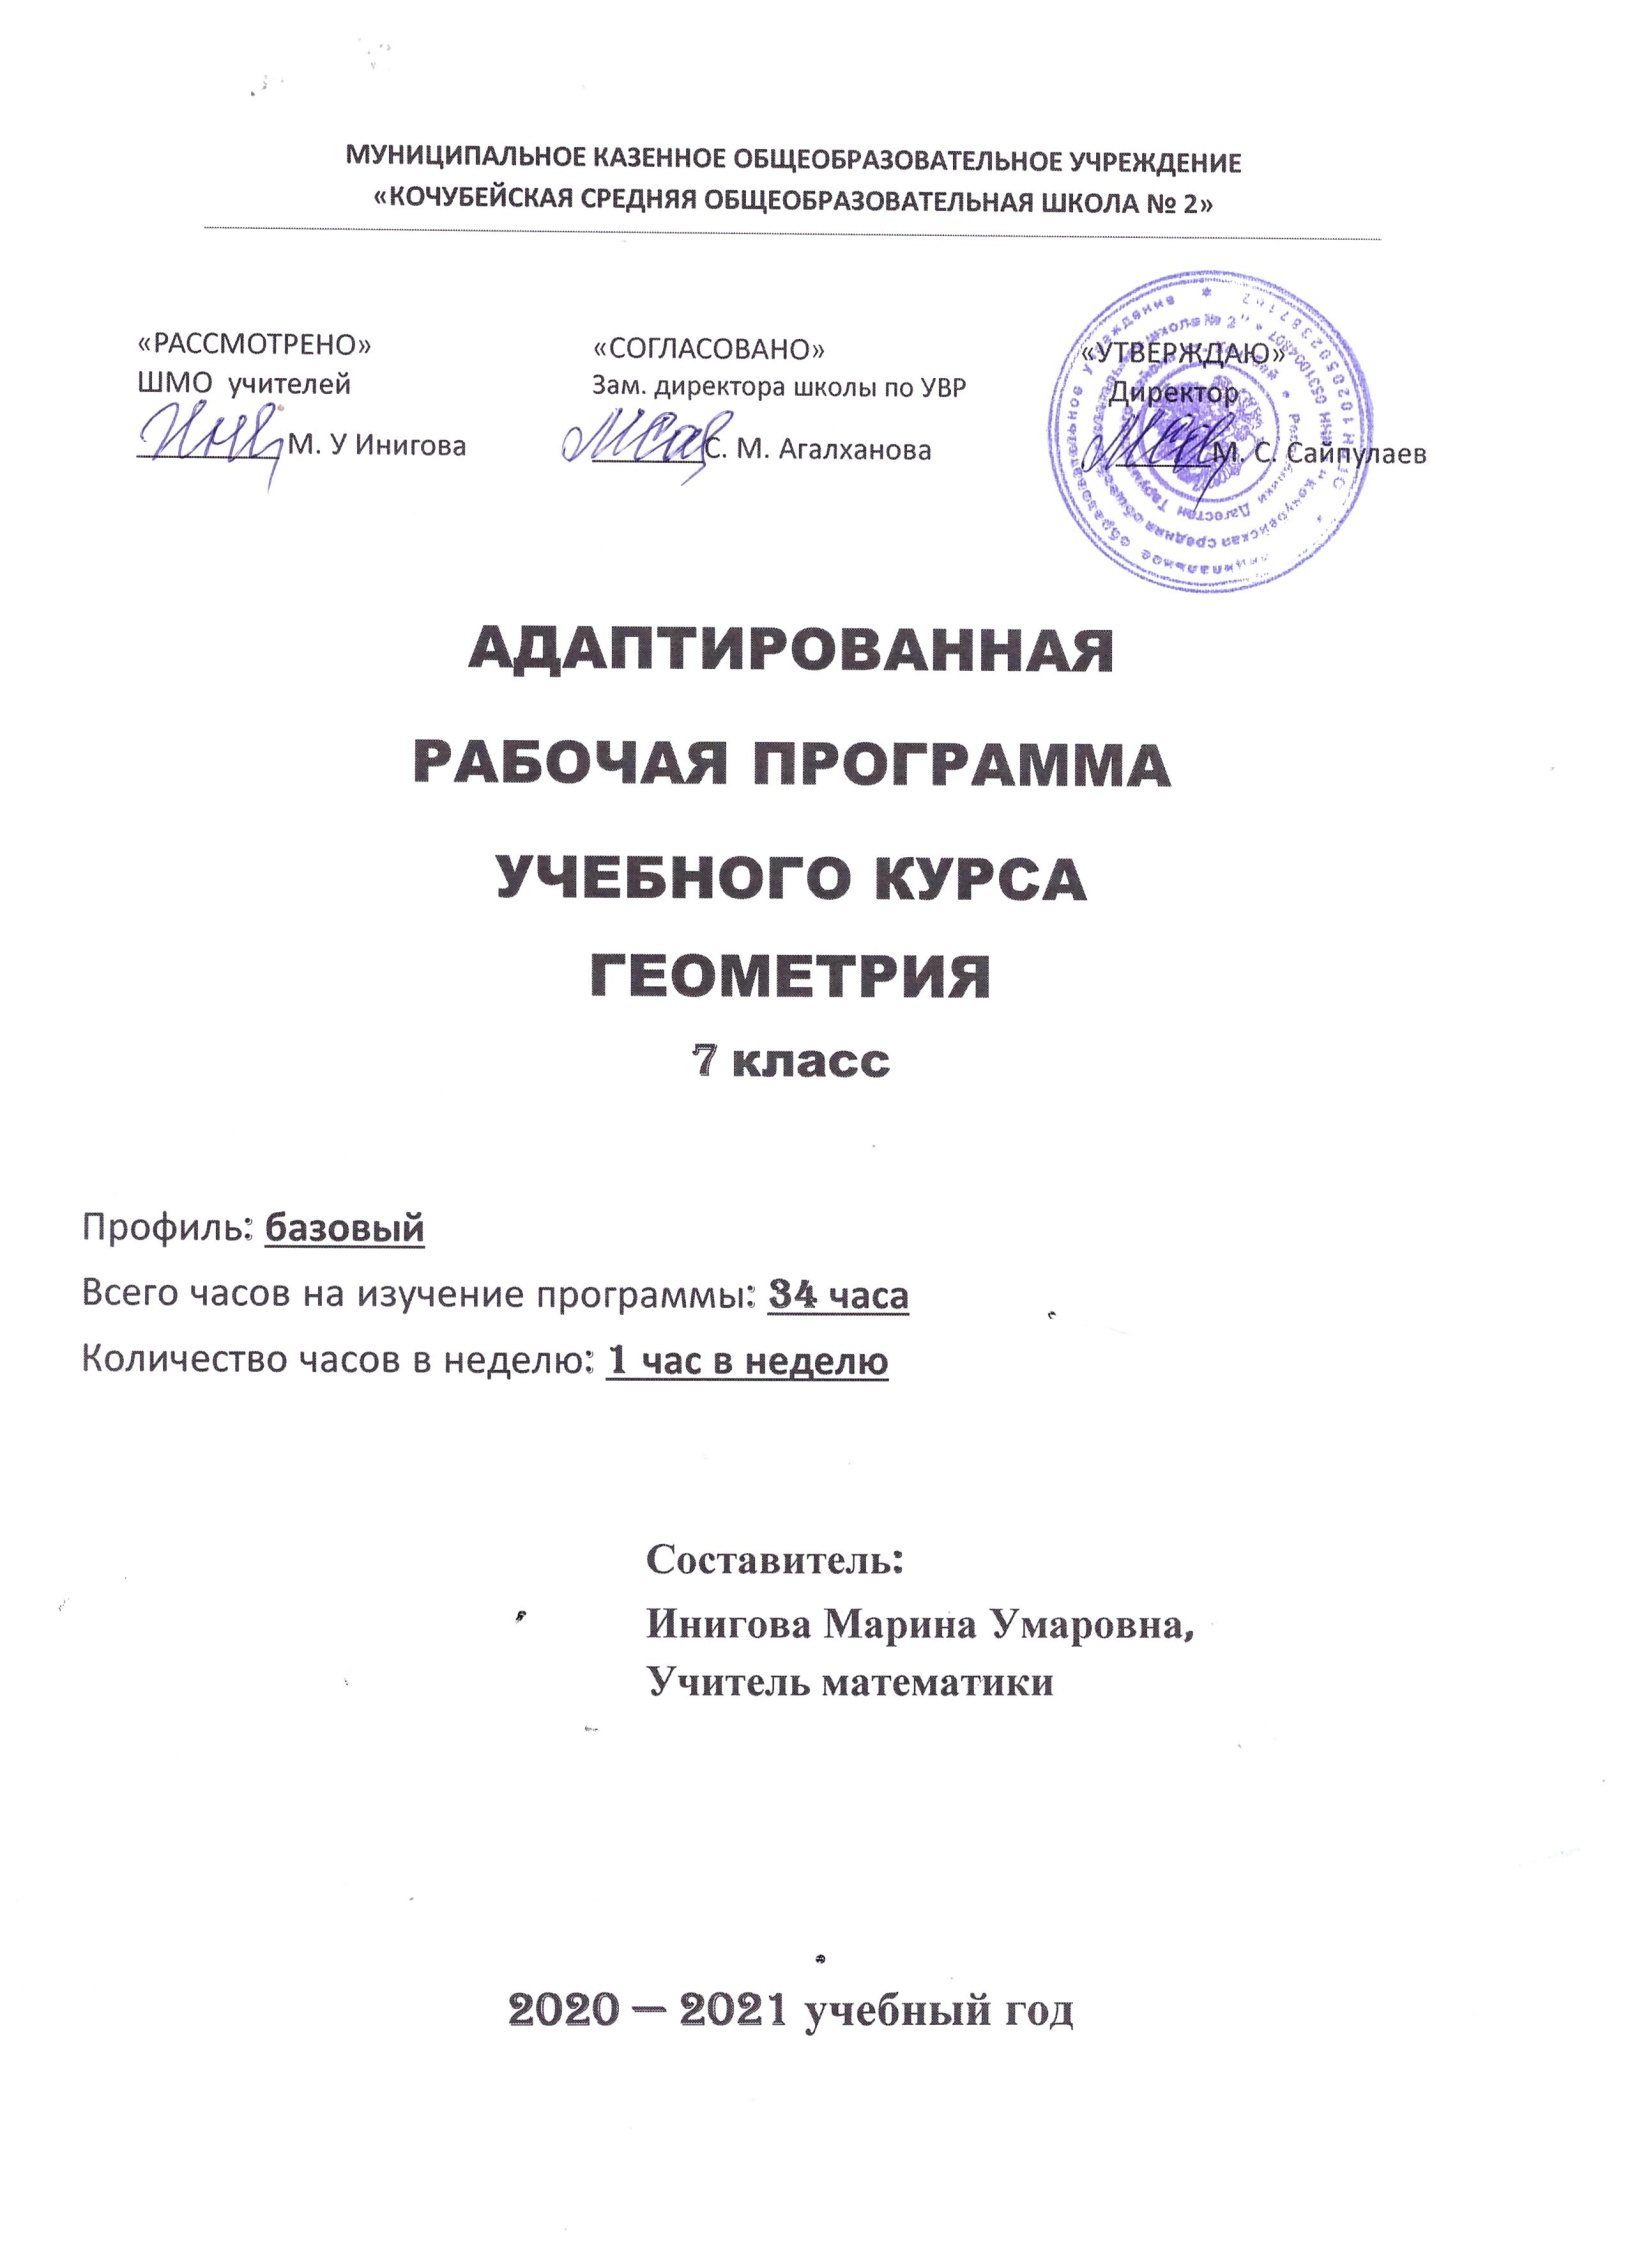 МУНИЦИПАЛЬНОЕ КАЗЕННОЕ ОБЩЕОБРАЗОВАТЕЛЬНОЕ УЧРЕЖДЕНИЕ
«КОЧУБЕЙСКАЯ СРЕДНЯЯ ОБЩЕОБРАЗОВАТЕЛЬНАЯ ШКОЛА № 2»
«РАССМОТРЕНО»
ШМО учителей
М. У Инигова
«СОГЛАСОВАНО»
Зам. директора школы по УВР
С. М. Агалханова
«УТВЕРЖДАЮ»
Директор
М. С. Сайпулаев
АДАПТИРОВАННАЯ
РАБОЧАЯ ПРОГРАММА
УЧЕБНОГО КУРСА
ГЕОМЕТРИЯ
7 класс
Профиль: базовый
Всего часов на изучение программы: 34 часа
Количество часов в неделю: 1 час в неделю
Составитель:
Инигова Марина Умаровна,
Учитель математики
2020 – 2021 учебный год